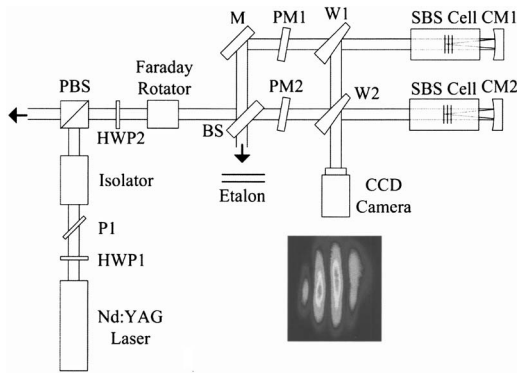 M
PM1
W1
SBS Cell CM1
PBS
Faraday
Rotator
PM2
W2
SBS Cell CM2
HWP2
BS
Isolator
Etalon
CCD
Camera
P1
HWP1
Nd:YAG
Laser